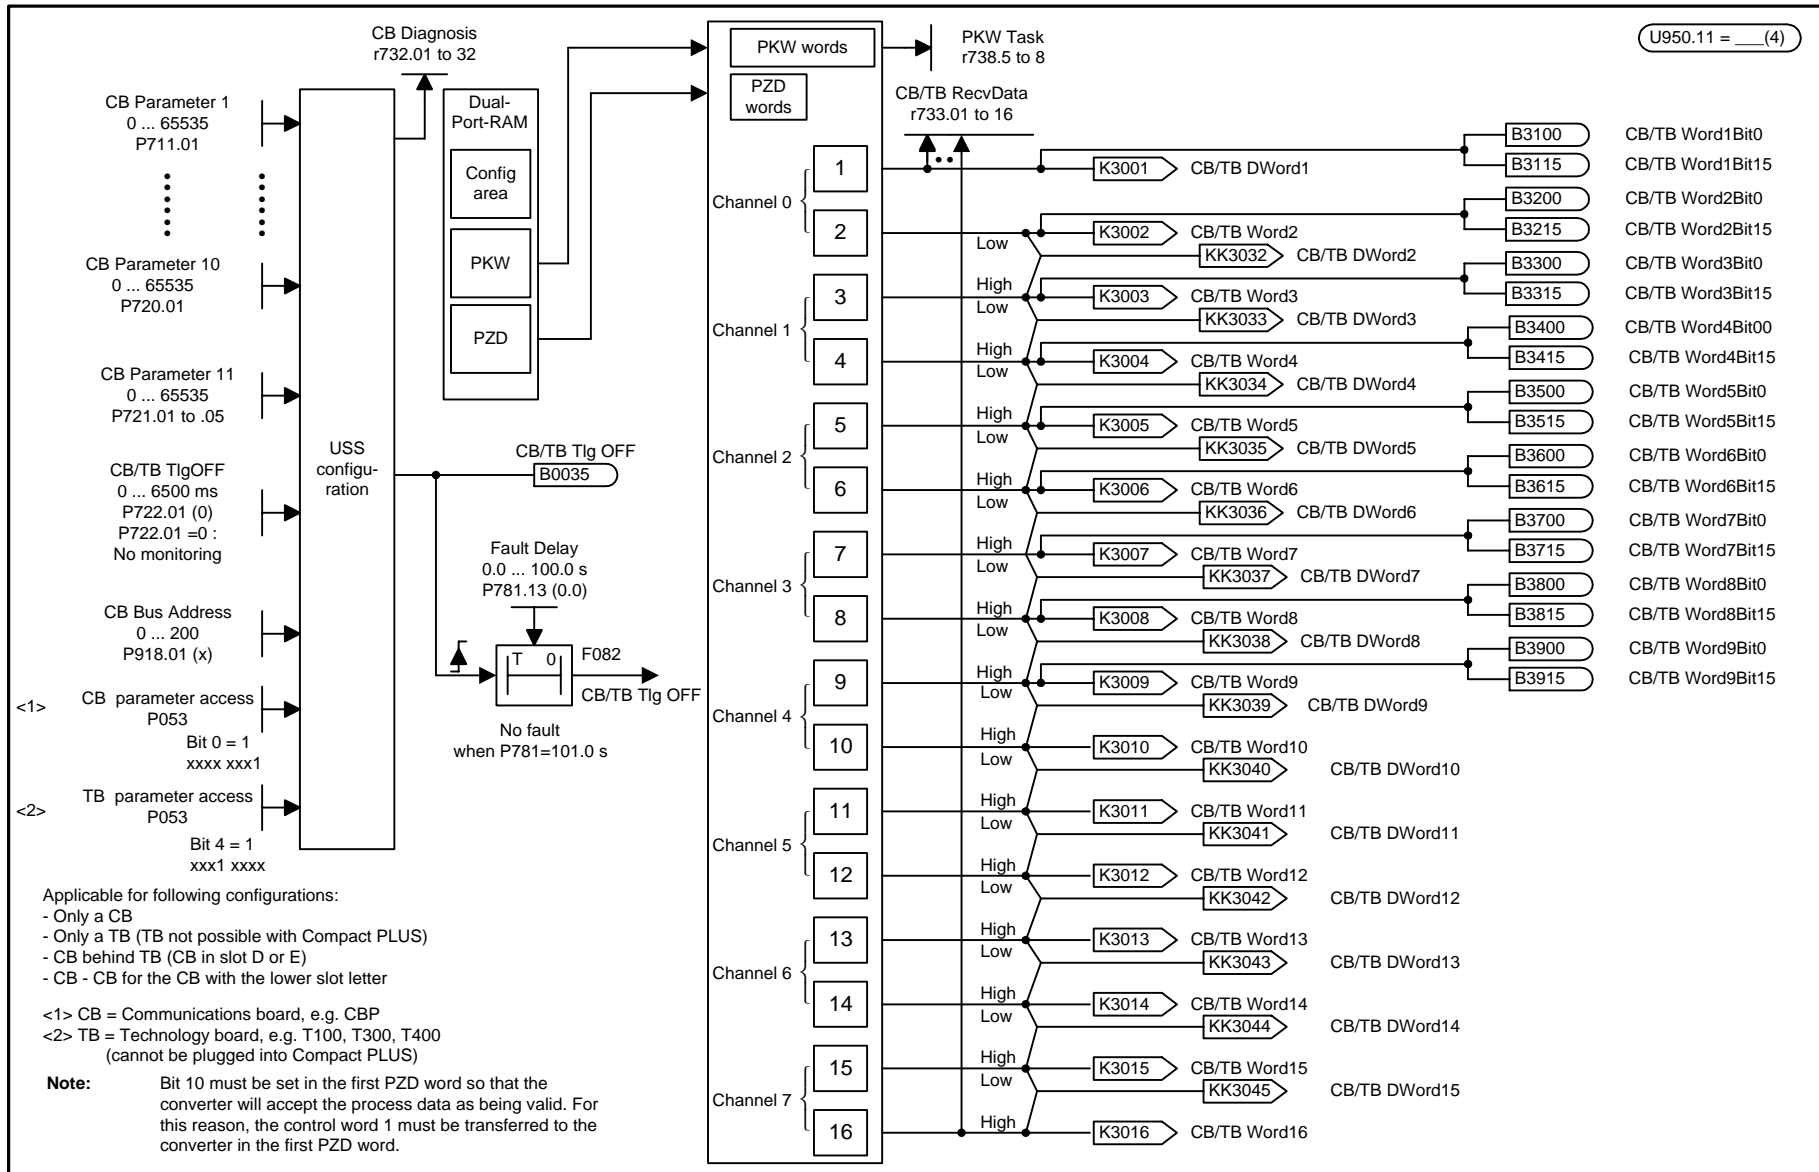 U950.11 = ___(4)
CB Diagnosis
r732.01 to 32
CB Parameter 1
0 ... 65535
P711.01
CB Parameter 10
0 ... 65535
P720.01
CB Parameter 11
0 ... 65535
P721.01 to .05
CB/TB TlgOFF
0 ... 6500 ms
P722.01 (0)
P722.01 =0 :
No monitoring
CB Bus Address
0 ... 200
P918.01 (x)
<1>
CB parameter access
P053
Bit 0 = 1
xxxx xxx1
<2>
TB parameter access
P053
Bit 4 = 1
xxx1 xxxx
USS
configu-
ration
Dual-
Port-RAM
Config
area
PKW
PZD
CB/TB Tlg OFF
B0035
Fault Delay
0.0 ... 100.0 s
P781.13 (0.0)
T 0
F082
CB/TB Tlg OFF
No fault
when P781=101.0 s
PKW words
PZD
words
PKW Task
r738.5 to 8
CB/TB RecvData
r733.01 to 16
Channel 0
1
2
Channel 1
3
4
Channel 2
5
6
Channel 3
7
8
Channel 4
9
10
Channel 5
11
12
Channel 6
13
14
Channel 7
15
16
K3001 CB/TB DWord1
Low
K3002 CB/TB Word2
KK3032 CB/TB DWord2
High
Low
K3003 CB/TB Word3
KK3033 CB/TB DWord3
High
Low
K3004 CB/TB Word4
KK3034 CB/TB DWord4
High
Low
K3005 CB/TB Word5
KK3035 CB/TB DWord5
High
Low
K3006 CB/TB Word6
KK3036 CB/TB DWord6
High
Low
K3007 CB/TB Word7
KK3037 CB/TB DWord7
High
Low
K3008 CB/TB Word8
KK3038 CB/TB DWord8
High
Low
K3009 CB/TB Word9
KK3039 CB/TB DWord9
High
Low
K3010 CB/TB Word10
KK3040 CB/TB DWord10
High
Low
K3011 CB/TB Word11
KK3041 CB/TB DWord11
High
Low
K3012 CB/TB Word12
KK3042 CB/TB DWord12
High
Low
K3013 CB/TB Word13
KK3043 CB/TB DWord13
High
Low
K3014 CB/TB Word14
KK3044 CB/TB DWord14
High
Low
K3015 CB/TB Word15
KK3045 CB/TB DWord15
High
K3016 CB/TB Word16
B3100 CB/TB Word1Bit0
B3115 CB/TB Word1Bit15
B3200 CB/TB Word2Bit0
B3215 CB/TB Word2Bit15
B3300 CB/TB Word3Bit0
B3315 CB/TB Word3Bit15
B3400 CB/TB Word4Bit00
B3415 CB/TB Word4Bit15
B3500 CB/TB Word5Bit0
B3515 CB/TB Word5Bit15
B3600 CB/TB Word6Bit0
B3615 CB/TB Word6Bit15
B3700 CB/TB Word7Bit0
B3715 CB/TB Word7Bit15
B3800 CB/TB Word8Bit0
B3815 CB/TB Word8Bit15
B3900 CB/TB Word9Bit0
B3915 CB/TB Word9Bit15
Applicable for following configurations:
- Only a CB
- Only a TB (TB not possible with Compact PLUS)
- CB behind TB (CB in slot D or E)
- CB - CB for the CB with the lower slot letter
<1> CB = Communications board, e.g. CBP
<2> TB = Technology board, e.g. T100, T300, T400
(cannot be plugged into Compact PLUS)
Note: Bit 10 must be set in the first PZD word so that the
converter will accept the process data as being valid. For
this reason, the control word 1 must be transferred to the
converter in the first PZD word.